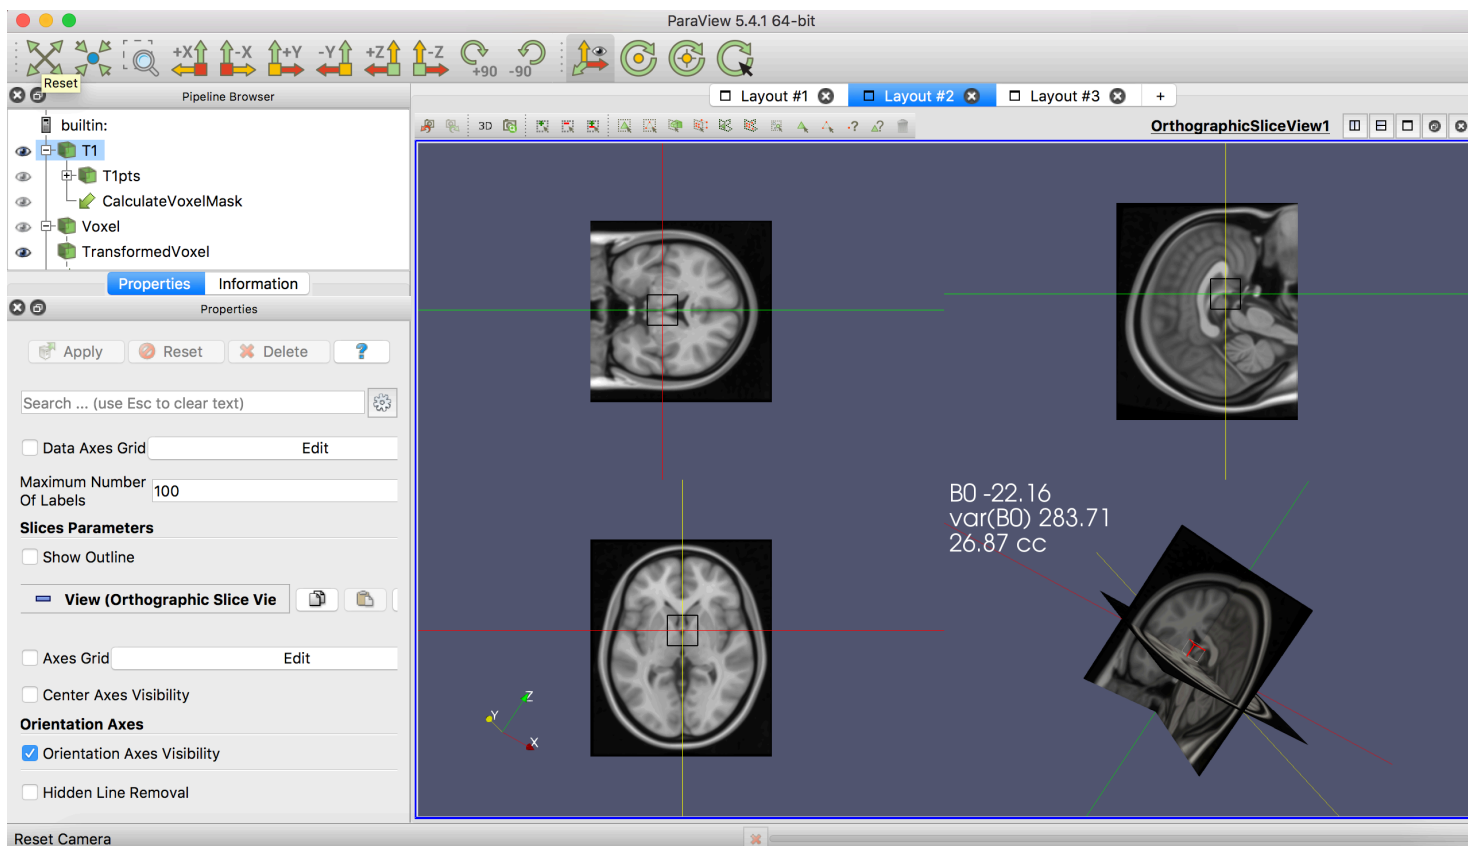 ParaView 5.4.1 64-bit
+X -X +Y -Y +Z -Z +90 -90
Reset
Pipeline Browser
Layout #1 Layout #2 Layout #3 +
builtin:
3D
OrthographicSliceView1
T1
T1pts
CalculateVoxelMask
Voxel
TransformedVoxel
Properties Information
Properties
Apply Reset Delete ?
Search ... (use Esc to clear text)
Data Axes Grid Edit
Maximum Number
Of Labels
100
Slices Parameters
Show Outline
View (Orthographic Slice Vie
Axes Grid Edit
Center Axes Visibility
Orientation Axes
Orientation Axes Visibility
Hidden Line Removal
B0 -22.16
var(B0) 283.71
26.87 cc
Z
Y
X
Reset Camera